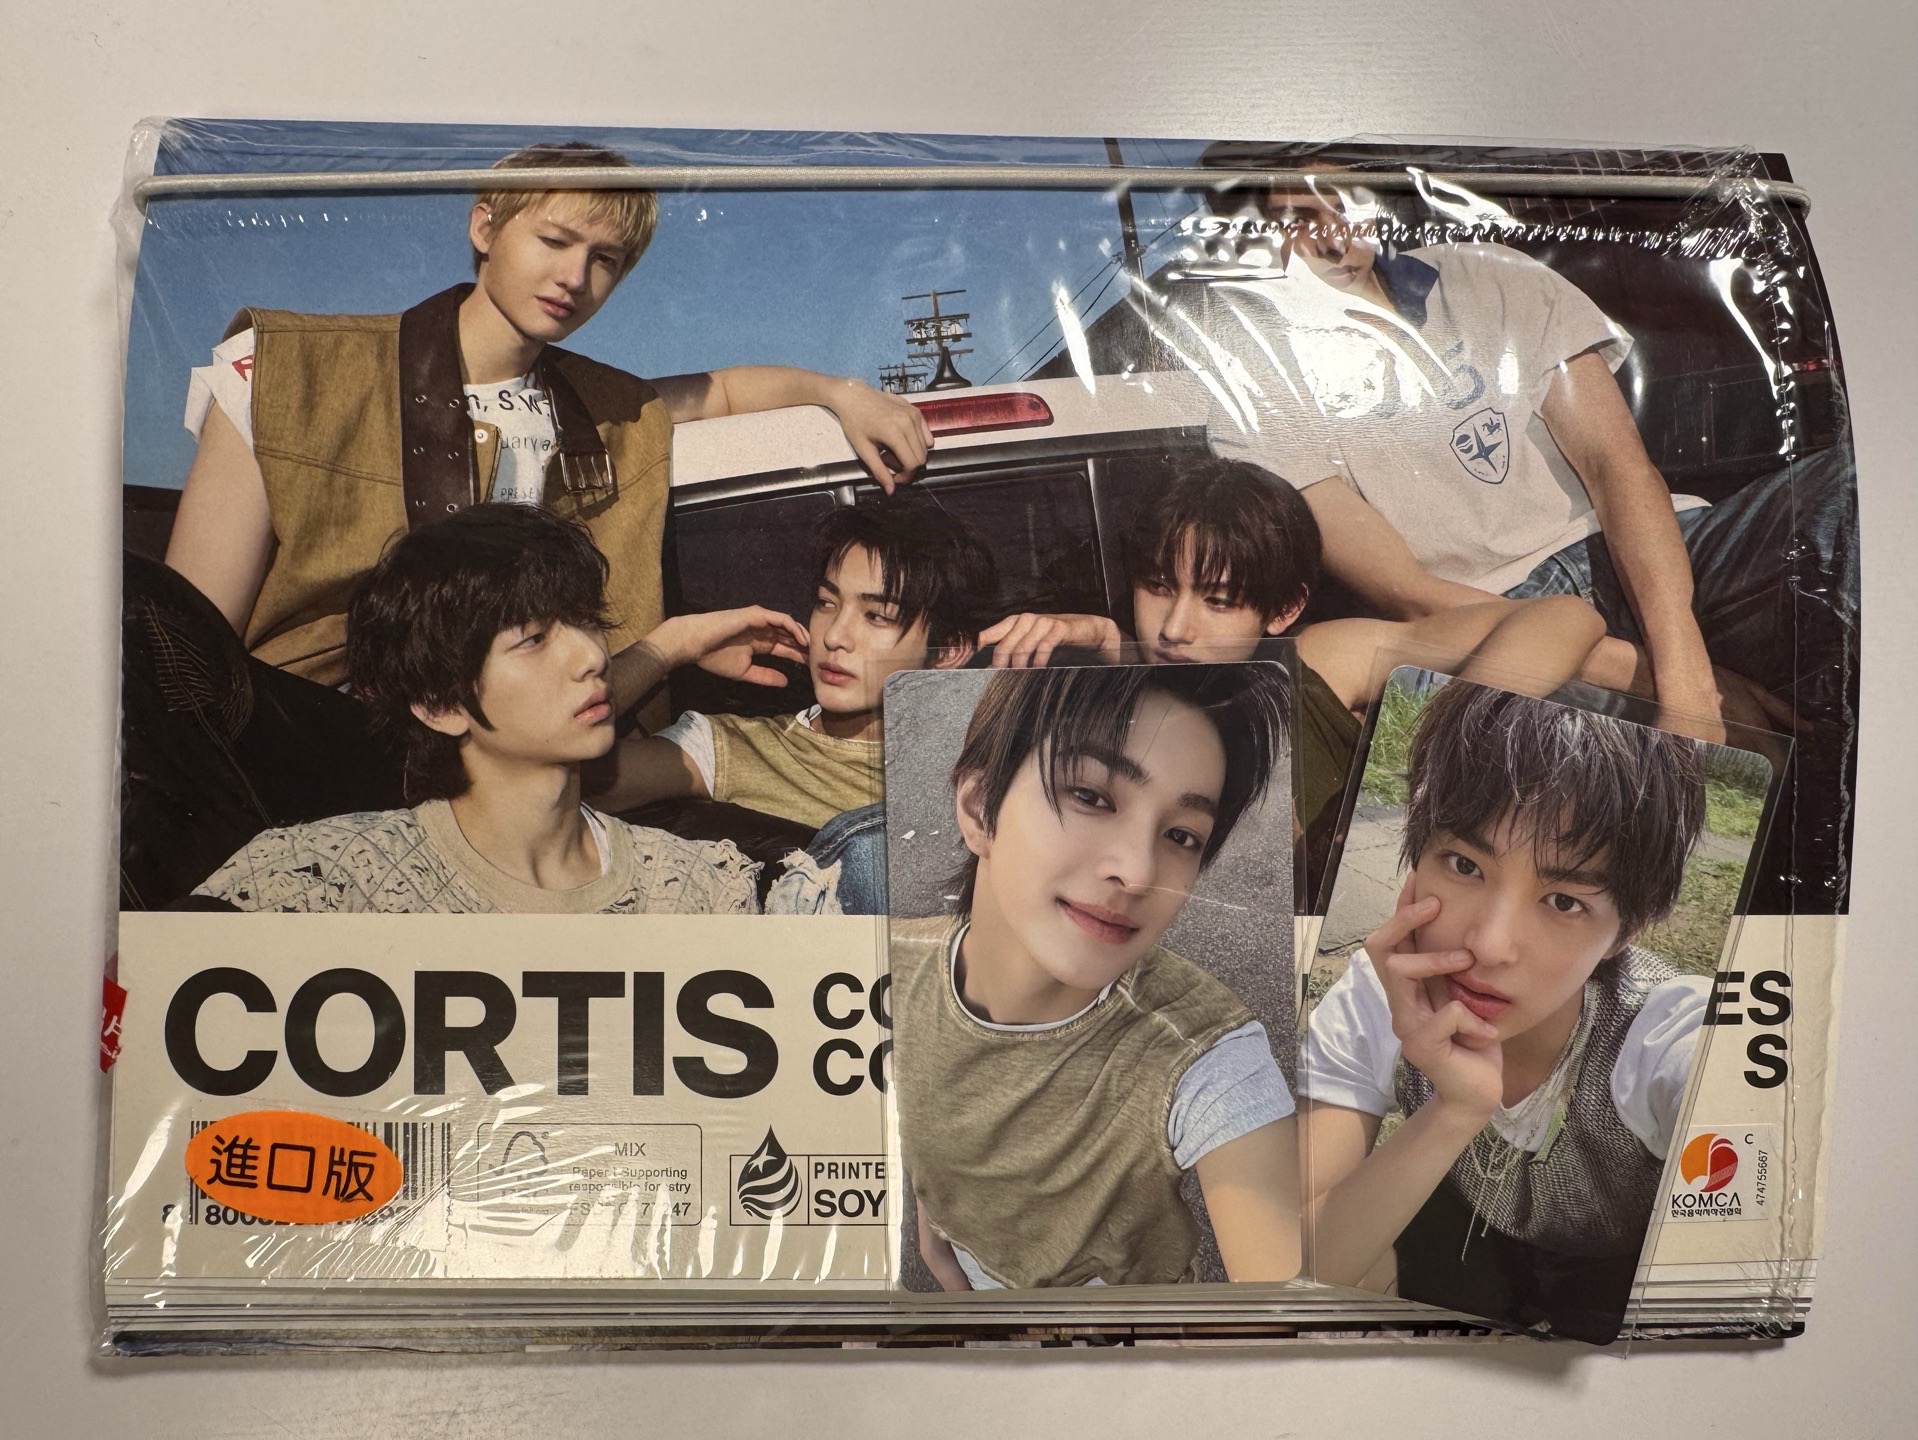 S.W.
PRESEN
CORTIS
CO
ES
CO
S
進口版
MIX
Paper | Supporting
responsible forestry
PRINTE
SOY
C
KOMCA
한국음악저작권협회
474755667